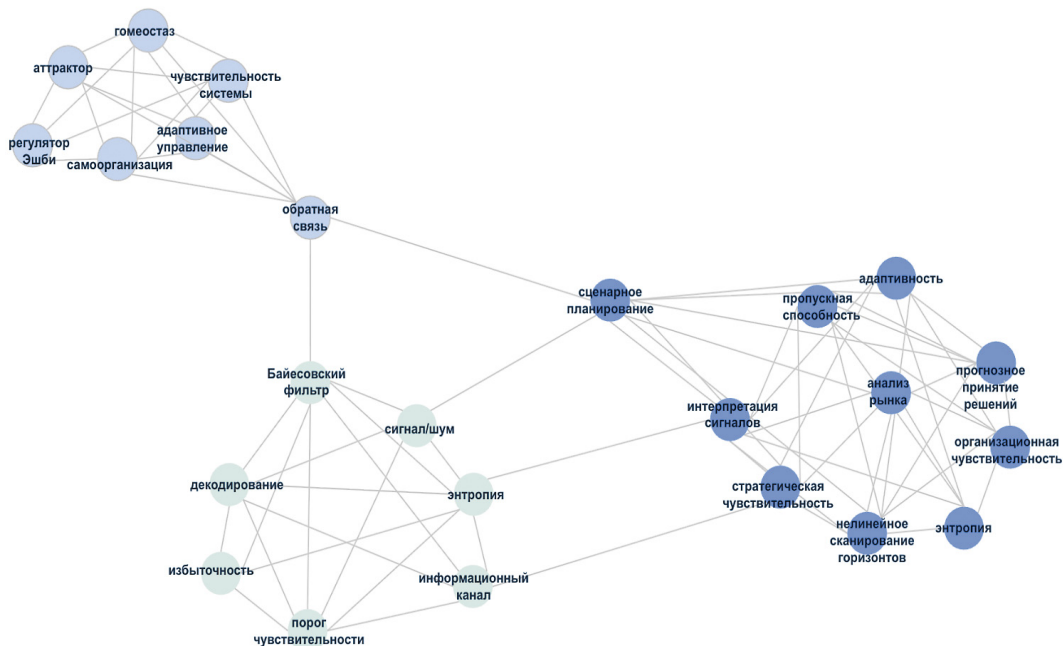 гомеостаз
аттрактор
чувствительность
системы
адаптивное
управление
регулятор
Эшби
самоорганизация
обратная
связь
сценарное
планирование
адаптивность
пропускная
способность
прогнозное
принятие
решений
анализ
рынка
интерпретация
сигналов
организационная
чувствительность
стратегическая
чувствительность
нелинейное
сканирование
горизонтов
энтропия
Байесовский
фильтр
сигнал/шум
декодирование
энтропия
избыточность
информационный
канал
порог
чувствительности